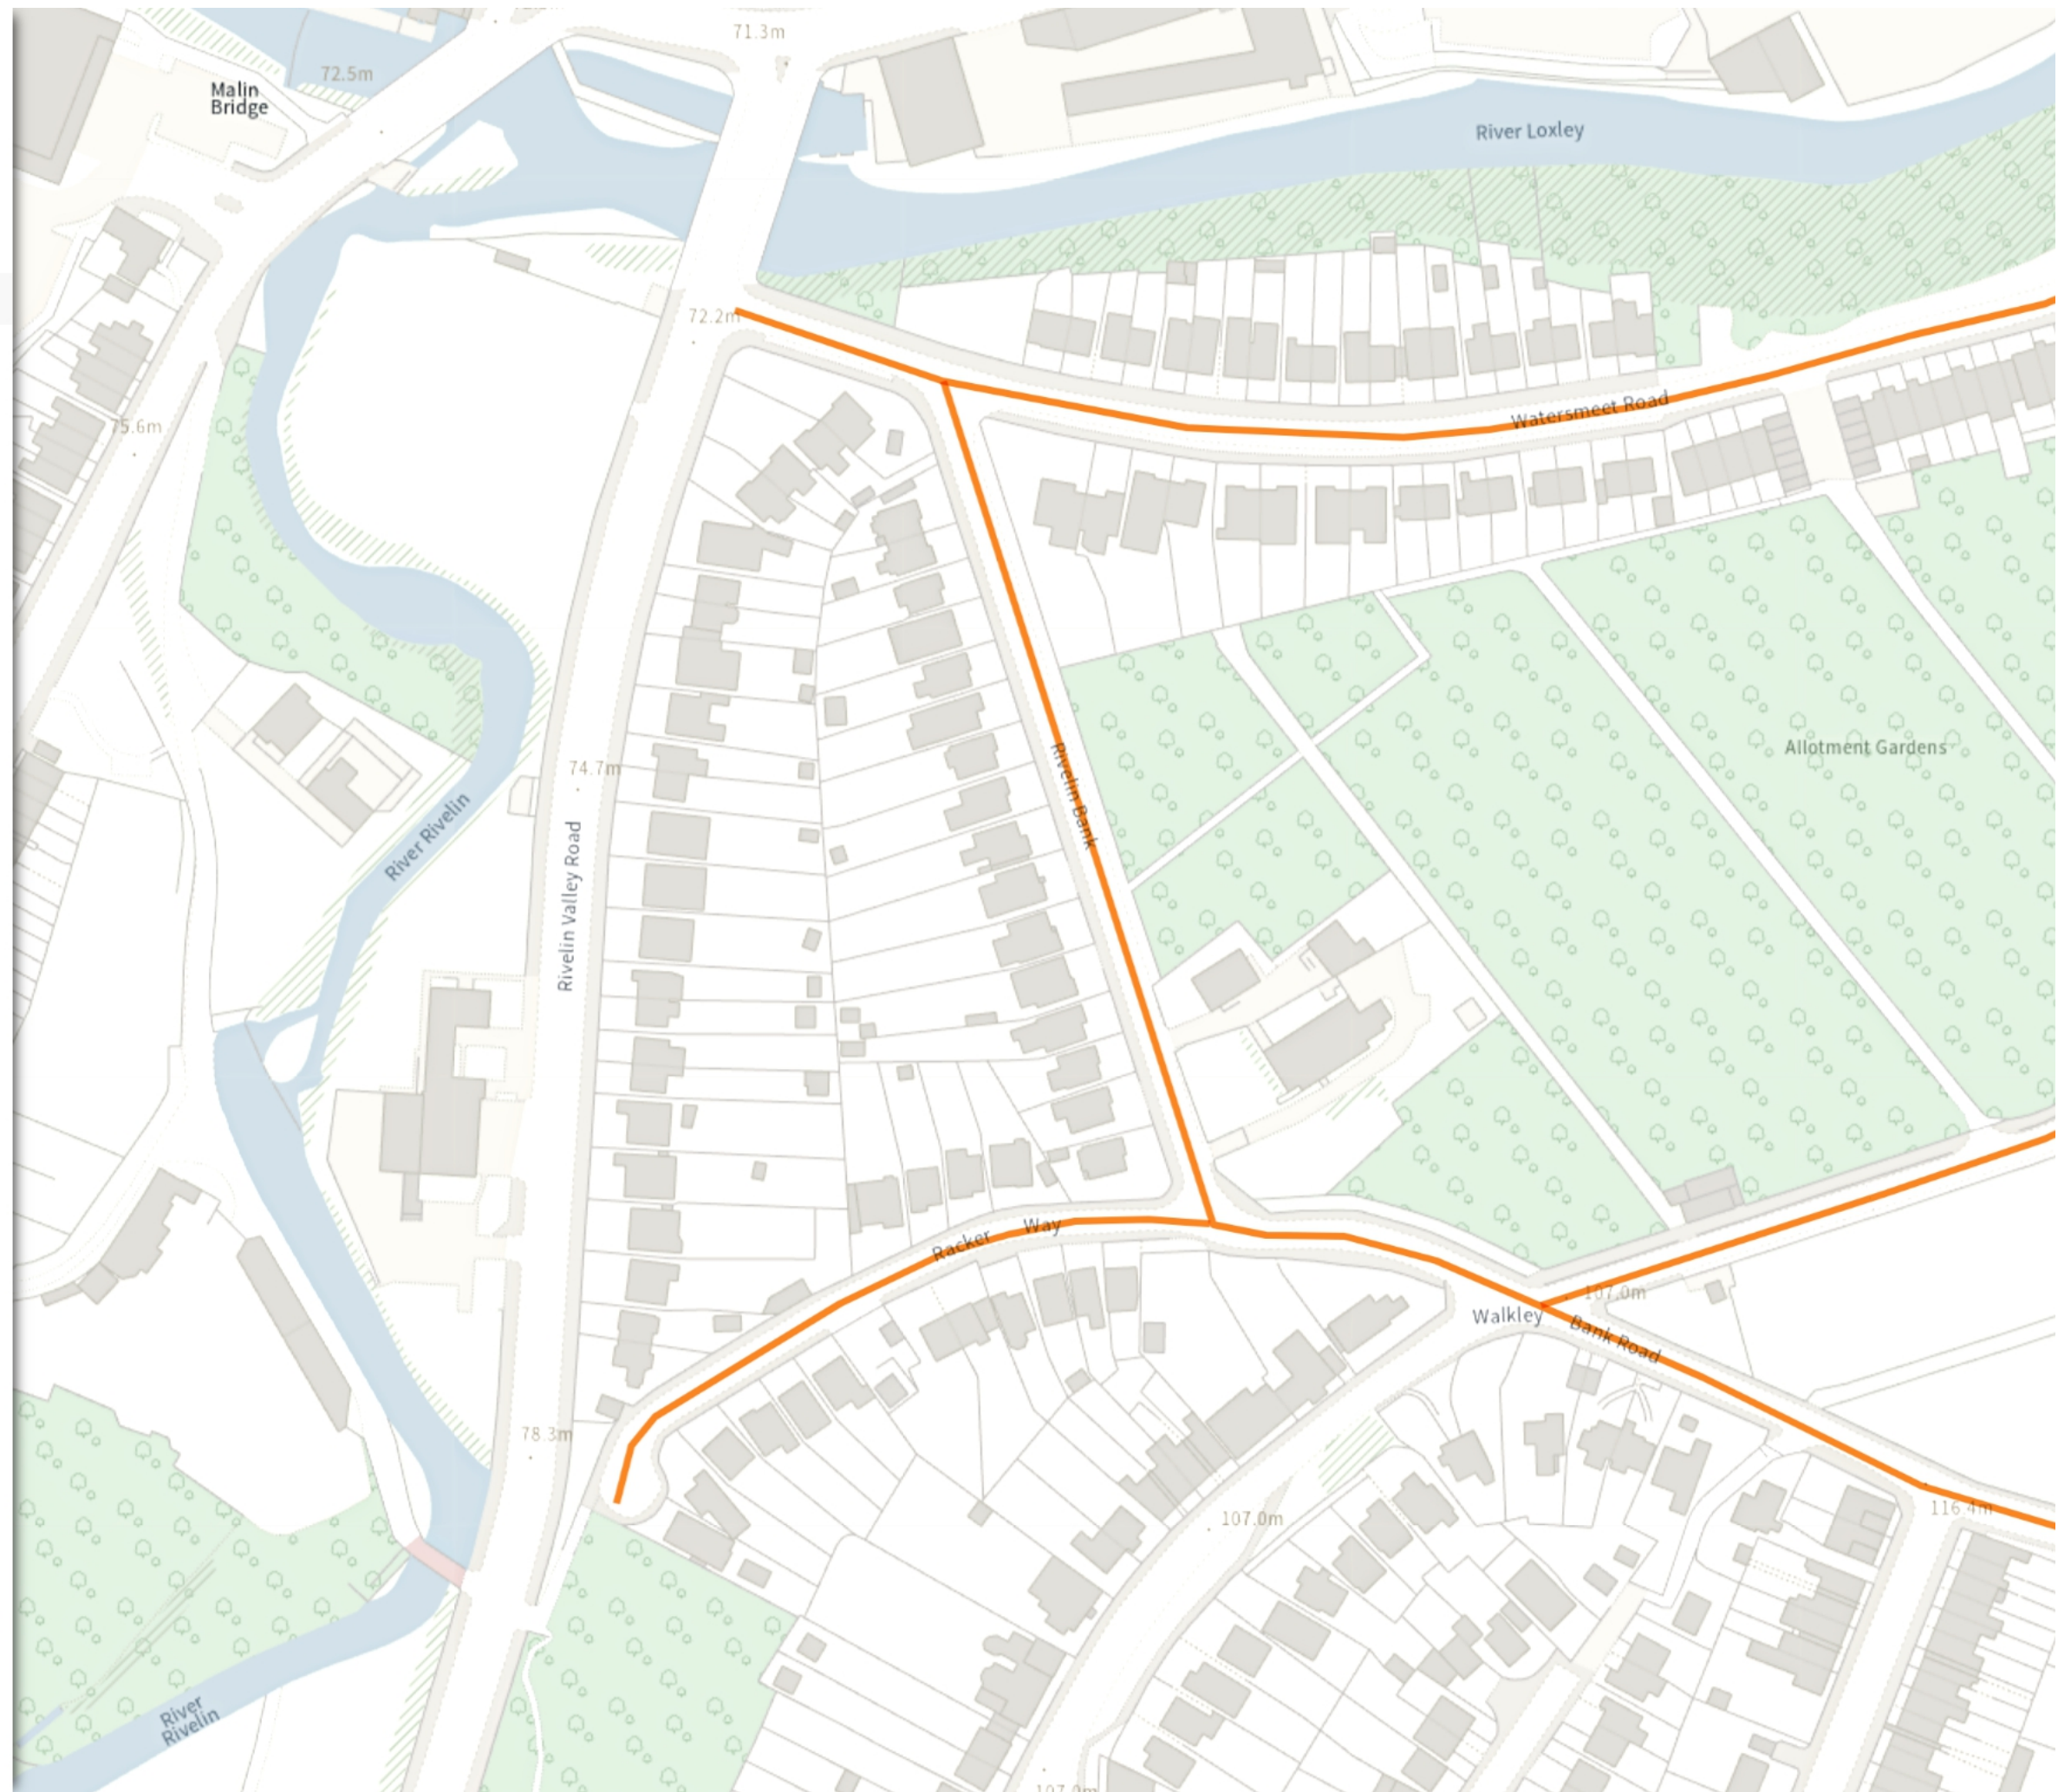 71.3m
72.5m
Malin
Bridge
River Loxley
72.2m
Watersmeet Road
75.6m
Rivelin Bank
Allotment Gardens
74.7m
River Rivelin
Rivelin Valley Road
Racker Way
107.0m
Walkley Bank Road
78.3m
116.4m
107.0m
River
Rivelin
107.0m